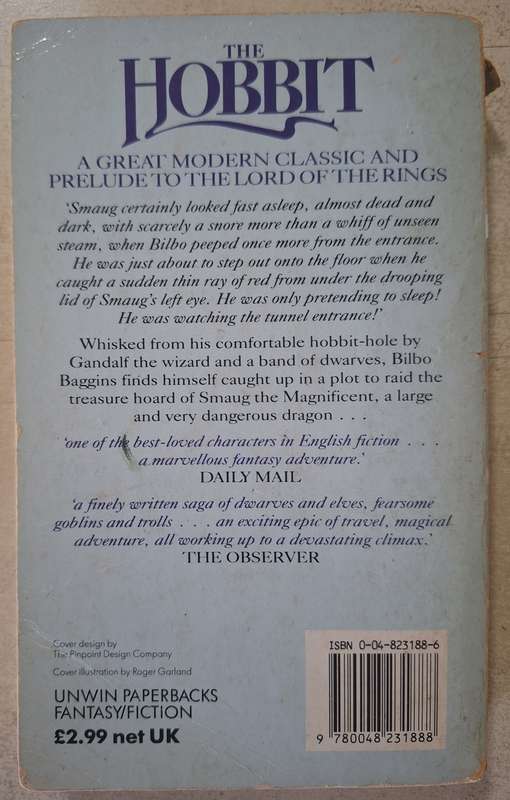 THE
HOBBIT
A GREAT MODERN CLASSIC AND
PRELUDE TO THE LORD OF THE RINGS
‘Smaug certainly looked fast asleep, almost dead and
dark, with scarcely a snore more than a whiff of unseen
steam, when Bilbo peeped once more from the entrance.
He was just about to step out onto the floor when he
caught a sudden thin ray of red from under the drooping
lid of Smaug's left eye. He was only pretending to sleep!
He was watching the tunnel entrance!’
Whisked from his comfortable hobbit-hole by
Gandalf the wizard and a band of dwarves, Bilbo
Baggins finds himself caught up in a plot to raid the
treasure hoard of Smaug the Magnificent, a large
and very dangerous dragon . . .
‘one of the best-loved characters in English fiction . . .
a marvellous fantasy adventure.’
DAILY MAIL
‘a finely written saga of dwarves and elves, fearsome
goblins and trolls . . . an exciting epic of travel, magical
adventure, all working up to a devastating climax.’
THE OBSERVER
Cover design by
The Pinpoint Design Company
Cover illustration by Roger Garland
UNWIN PAPERBACKS
FANTASY/FICTION
£2.99 net UK
ISBN 0-04-823188-6
9 780048 231888